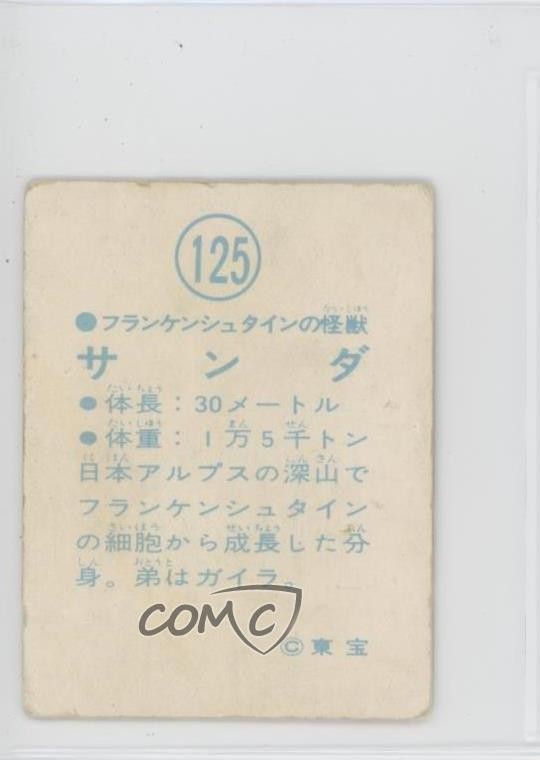 125
●フランケンシュタインの怪獣
サンダ
●体長：30メートル
●体重：1万5千トン
日本アルプスの深山で
フランケンシュタイン
の細胞から成長した分
身。弟はガイラ。
COMC
©東宝